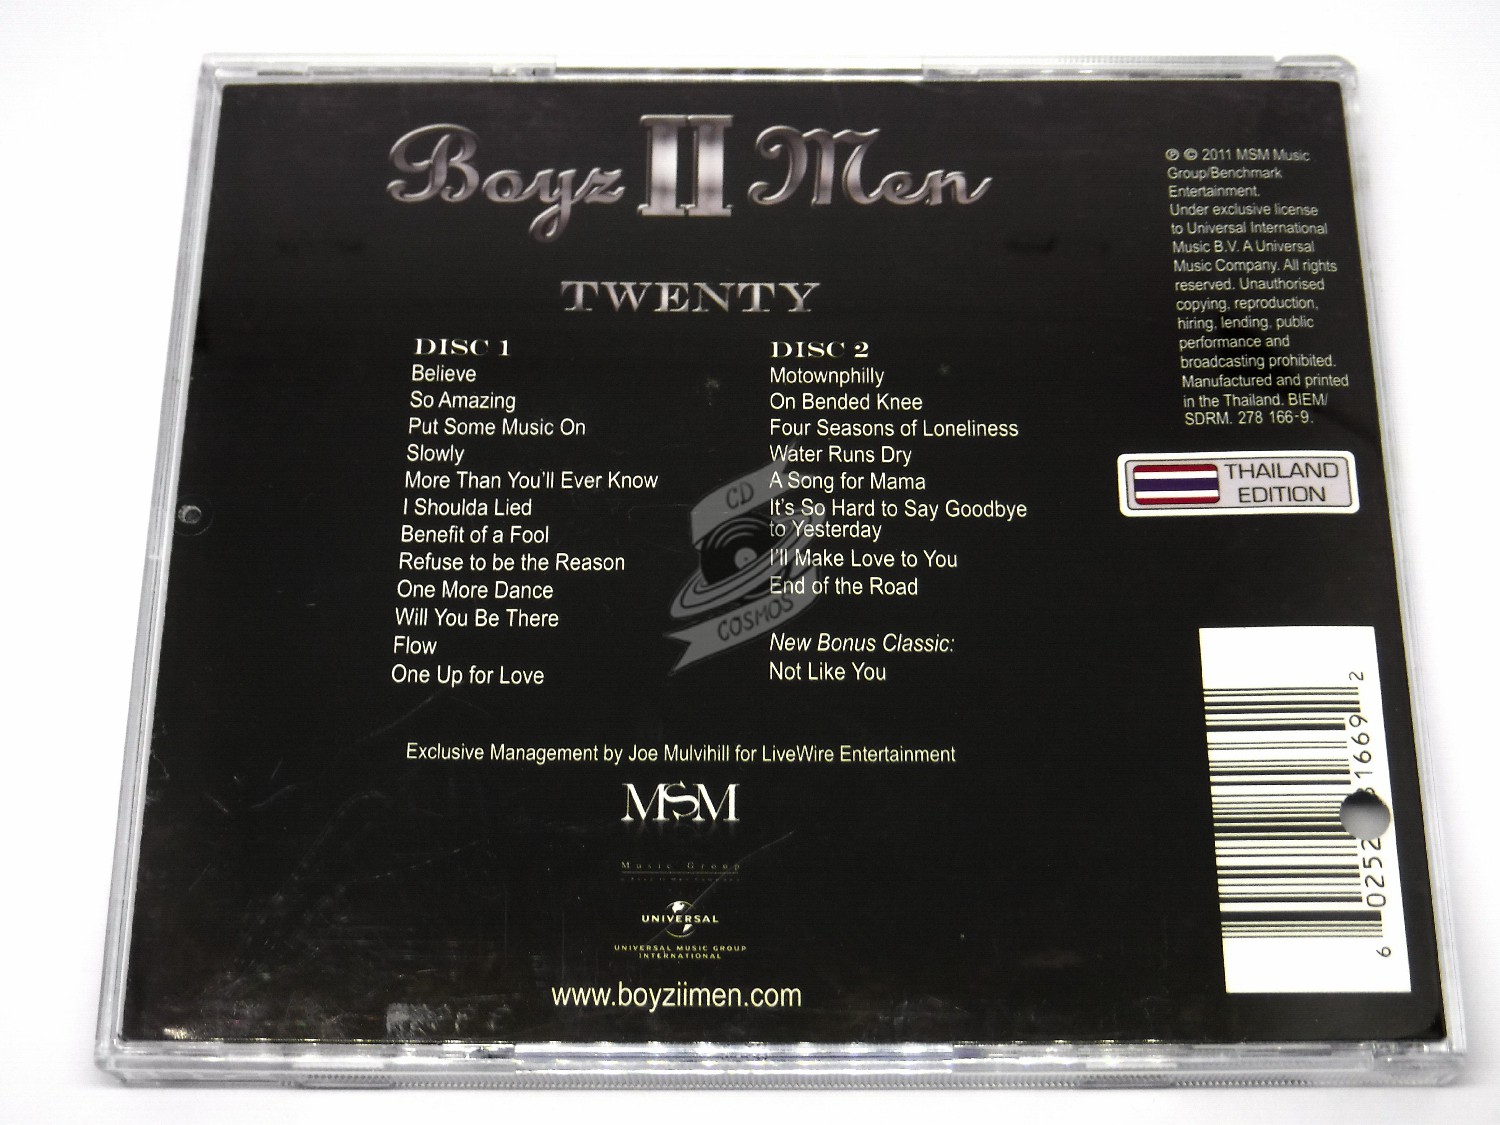 Boyz II Men
TWENTY
DISC 1
Believe
So Amazing
Put Some Music On
Slowly
More Than You'll Ever Know
I Shoulda Lied
Benefit of a Fool
Refuse to be the Reason
One More Dance
Will You Be There
Flow
One Up for Love
DISC 2
Motownphilly
On Bended Knee
Four Seasons of Loneliness
Water Runs Dry
A Song for Mama
It's So Hard to Say Goodbye
to Yesterday
I'll Make Love to You
End of the Road
New Bonus Classic:
Not Like You
CD
COSMOS
Exclusive Management by Joe Mulvihill for LiveWire Entertainment
MSM
Music Group
UNIVERSAL
UNIVERSAL MUSIC GROUP
INTERNATIONAL
www.boyziimen.com
℗ © 2011 MSM Music
Group/Benchmark
Entertainment.
Under exclusive license
to Universal International
Music B.V. A Universal
Music Company. All rights
reserved. Unauthorised
copying, reproduction,
hiring, lending, public
performance and
broadcasting prohibited.
Manufactured and printed
in the Thailand. BIEM/
SDRM. 278 166-9.
THAILAND
EDITION
6 0252 81669 2